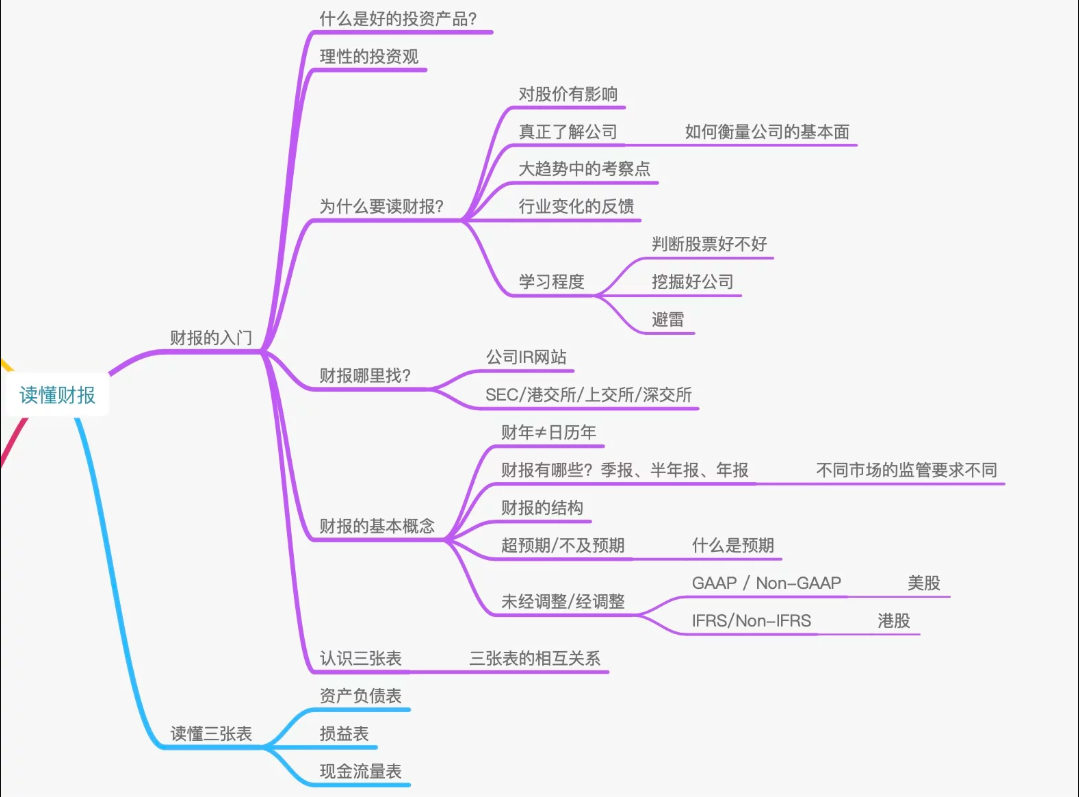 什么是好的投资产品?
理性的投资观
对股价有影响
真正了解公司
如何衡量公司的基本面
大趋势中的考察点
为什么要读财报?
行业变化的反馈
判断股票好不好
学习程度
挖掘好公司
避雷
财报的入门
公司IR网站
财报哪里找?
SEC/港交所/上交所/深交所
读懂财报
财年≠日历年
财报有哪些? 季报、半年报、年报
不同市场的监管要求不同
财报的结构
财报的基本概念
超预期/不及预期
什么是预期
GAAP / Non-GAAP
美股
未经调整/经调整
IFRS/Non-IFRS
港股
认识三张表
三张表的相互关系
资产负债表
读懂三张表
损益表
现金流量表